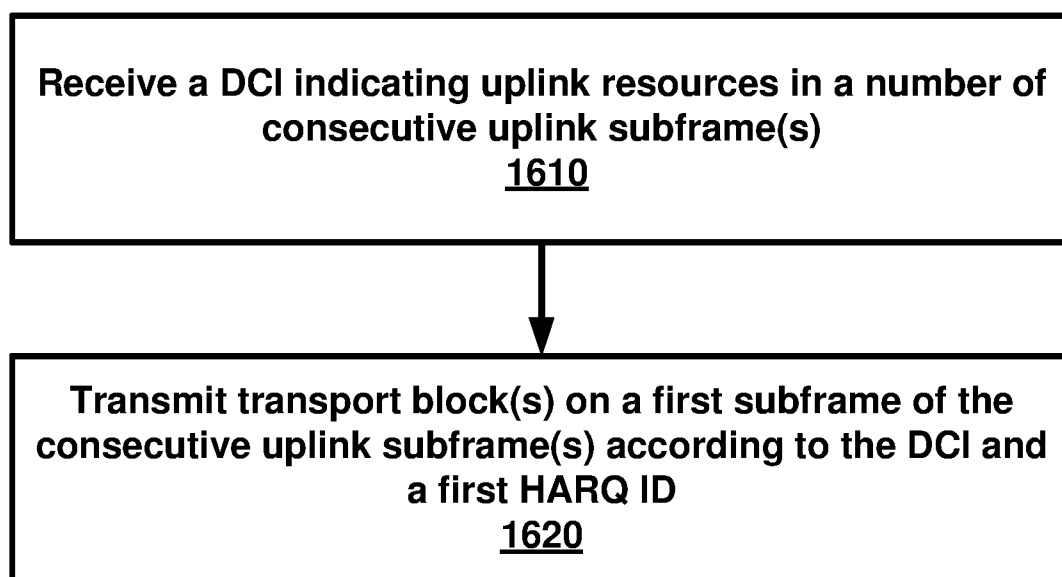 Receive a DCI indicating uplink resources in a number of
consecutive uplink subframe(s)
1610
Transmit transport block(s) on a first subframe of the
consecutive uplink subframe(s) according to the DCI and
a first HARQ ID
1620